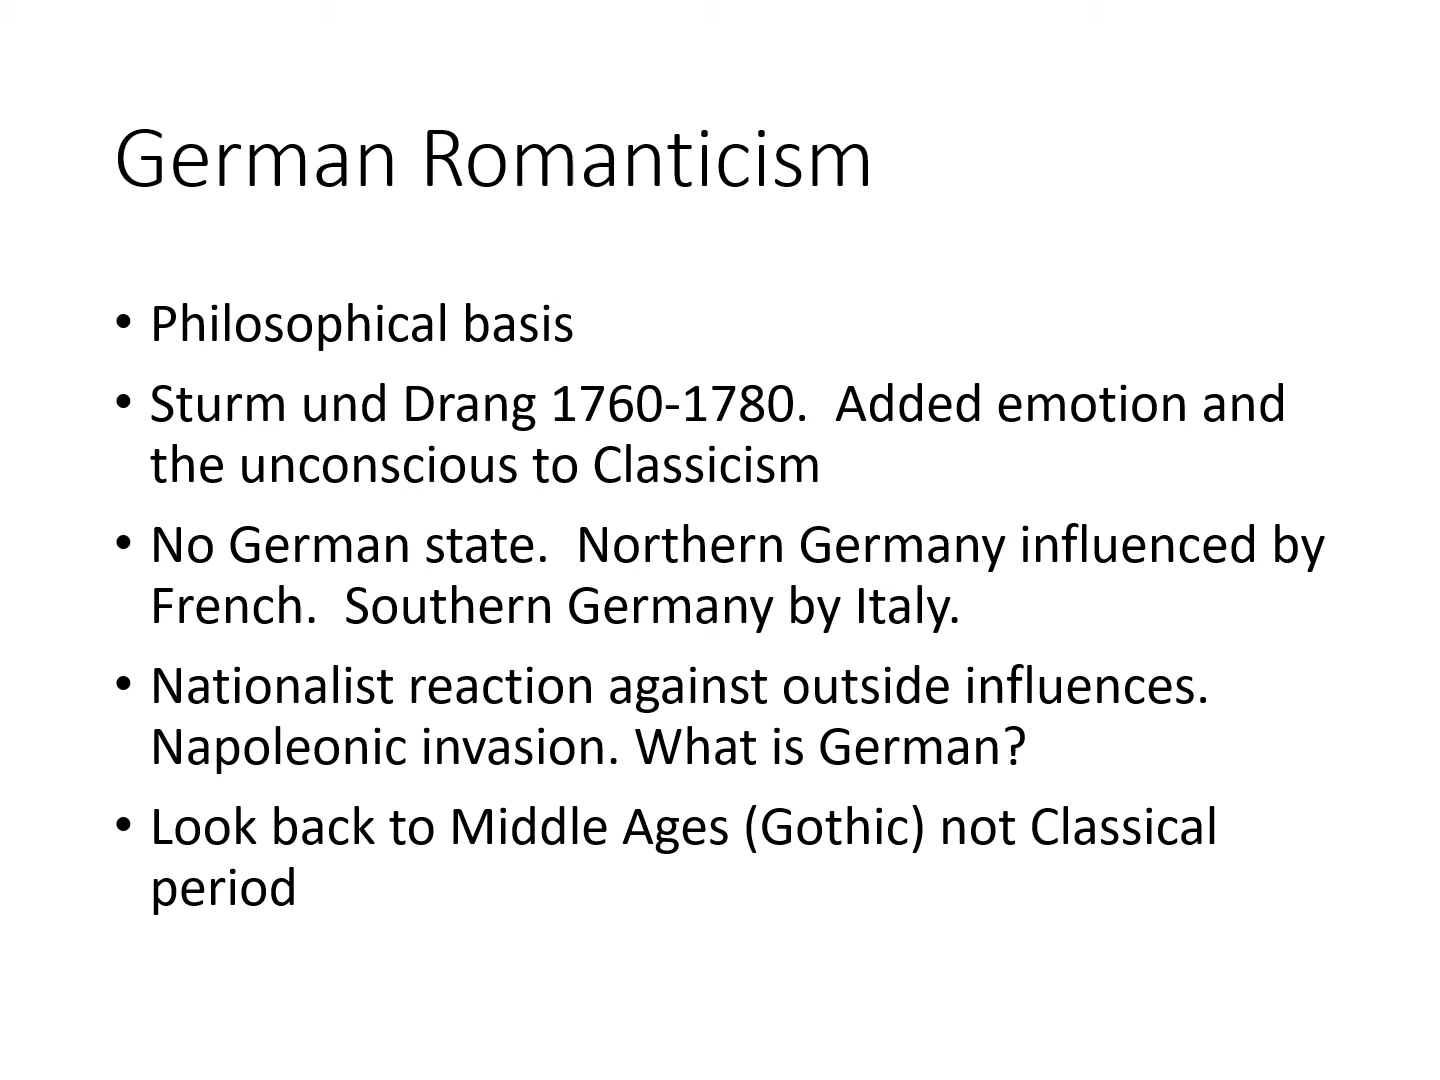 German Romanticism
• Philosophical basis
• Sturm und Drang 1760-1780.  Added emotion and
the unconscious to Classicism
• No German state.  Northern Germany influenced by
French.  Southern Germany by Italy.
• Nationalist reaction against outside influences.
Napoleonic invasion. What is German?
• Look back to Middle Ages (Gothic) not Classical
period